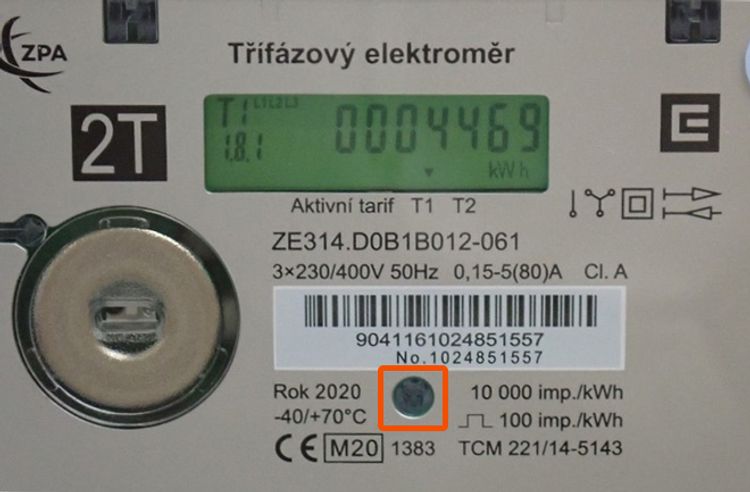 ZPA
Třífázový elektroměr
2T
T1 L1L2L3 0004469
1.8.1 kWh
Aktivní tarif T1 T2
ZE314.D0B1B012-061
3×230/400V 50Hz 0,15-5(80)A Cl. A
9041161024851557
No.1024851557
Rok 2020 10 000 imp./kWh
-40/+70°C 100 imp./kWh
CE M20 1383 TCM 221/14-5143